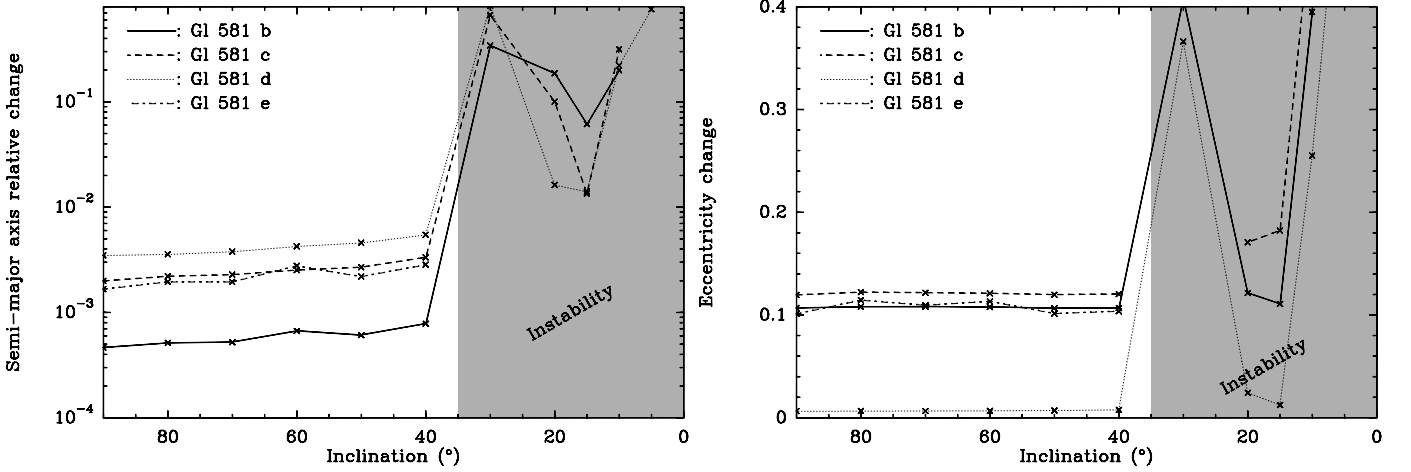 Semi-major axis relative change
: Gl 581 b
: Gl 581 c
: Gl 581 d
: Gl 581 e
10⁻¹
10⁻²
10⁻³
10⁻⁴
Instability
80 60 40 20 0
Inclination (°)
Eccentricity change
: Gl 581 b
: Gl 581 c
: Gl 581 d
: Gl 581 e
0.4
0.3
0.2
0.1
0
Instability
80 60 40 20 0
Inclination (°)